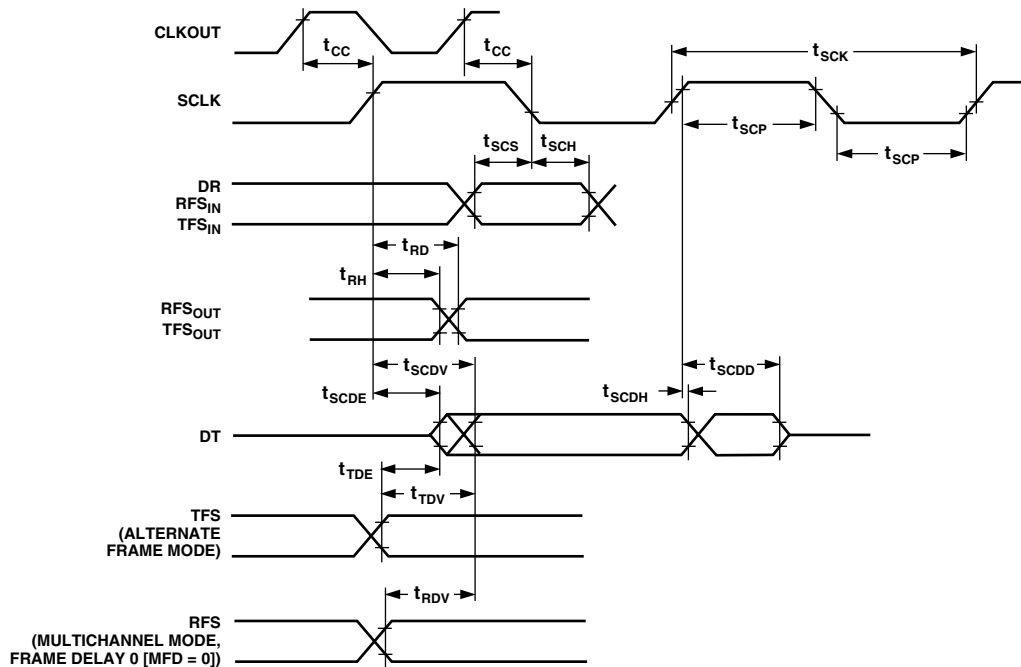 CLKOUT
tCC
tCC
tSCK
SCLK
tSCP
tSCP
tSCS
tSCH
DR
RFSIN
TFSIN
tRD
tRH
RFSOUT
TFSOUT
tSCDV
tSCDD
tSCDE
tSCDH
DT
tTDE
tTDV
TFS
(ALTERNATE
FRAME MODE)
tRDV
RFS
(MULTICHANNEL MODE,
FRAME DELAY 0 [MFD = 0])